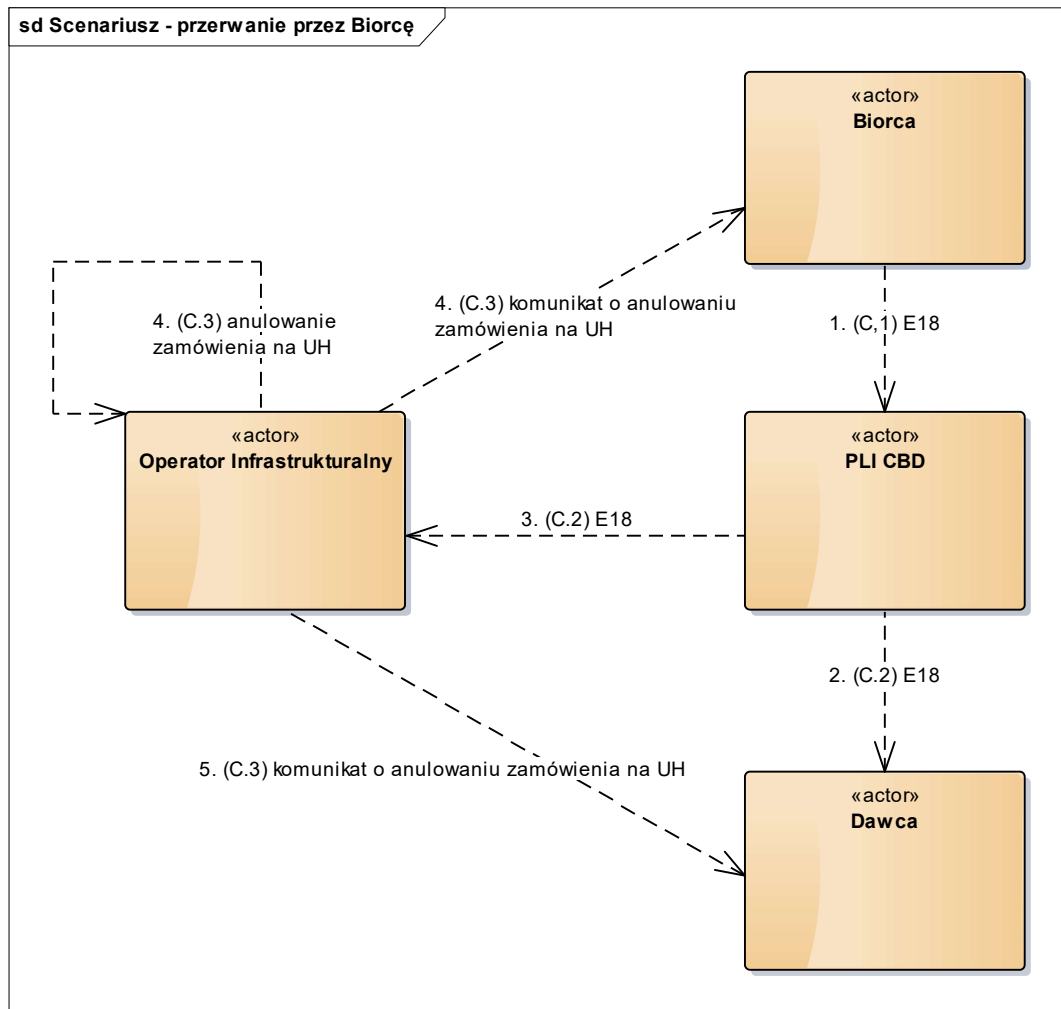 sd Scenariusz - przerwanie przez Biorcę
«actor»
Biorca
4. (C.3) anulowanie
zamówienia na UH
4. (C.3) komunikat o anulowaniu
zamówienia na UH
1. (C,1) E18
«actor»
Operator Infrastrukturalny
«actor»
PLI CBD
3. (C.2) E18
2. (C.2) E18
5. (C.3) komunikat o anulowaniu zamówienia na UH
«actor»
Dawca